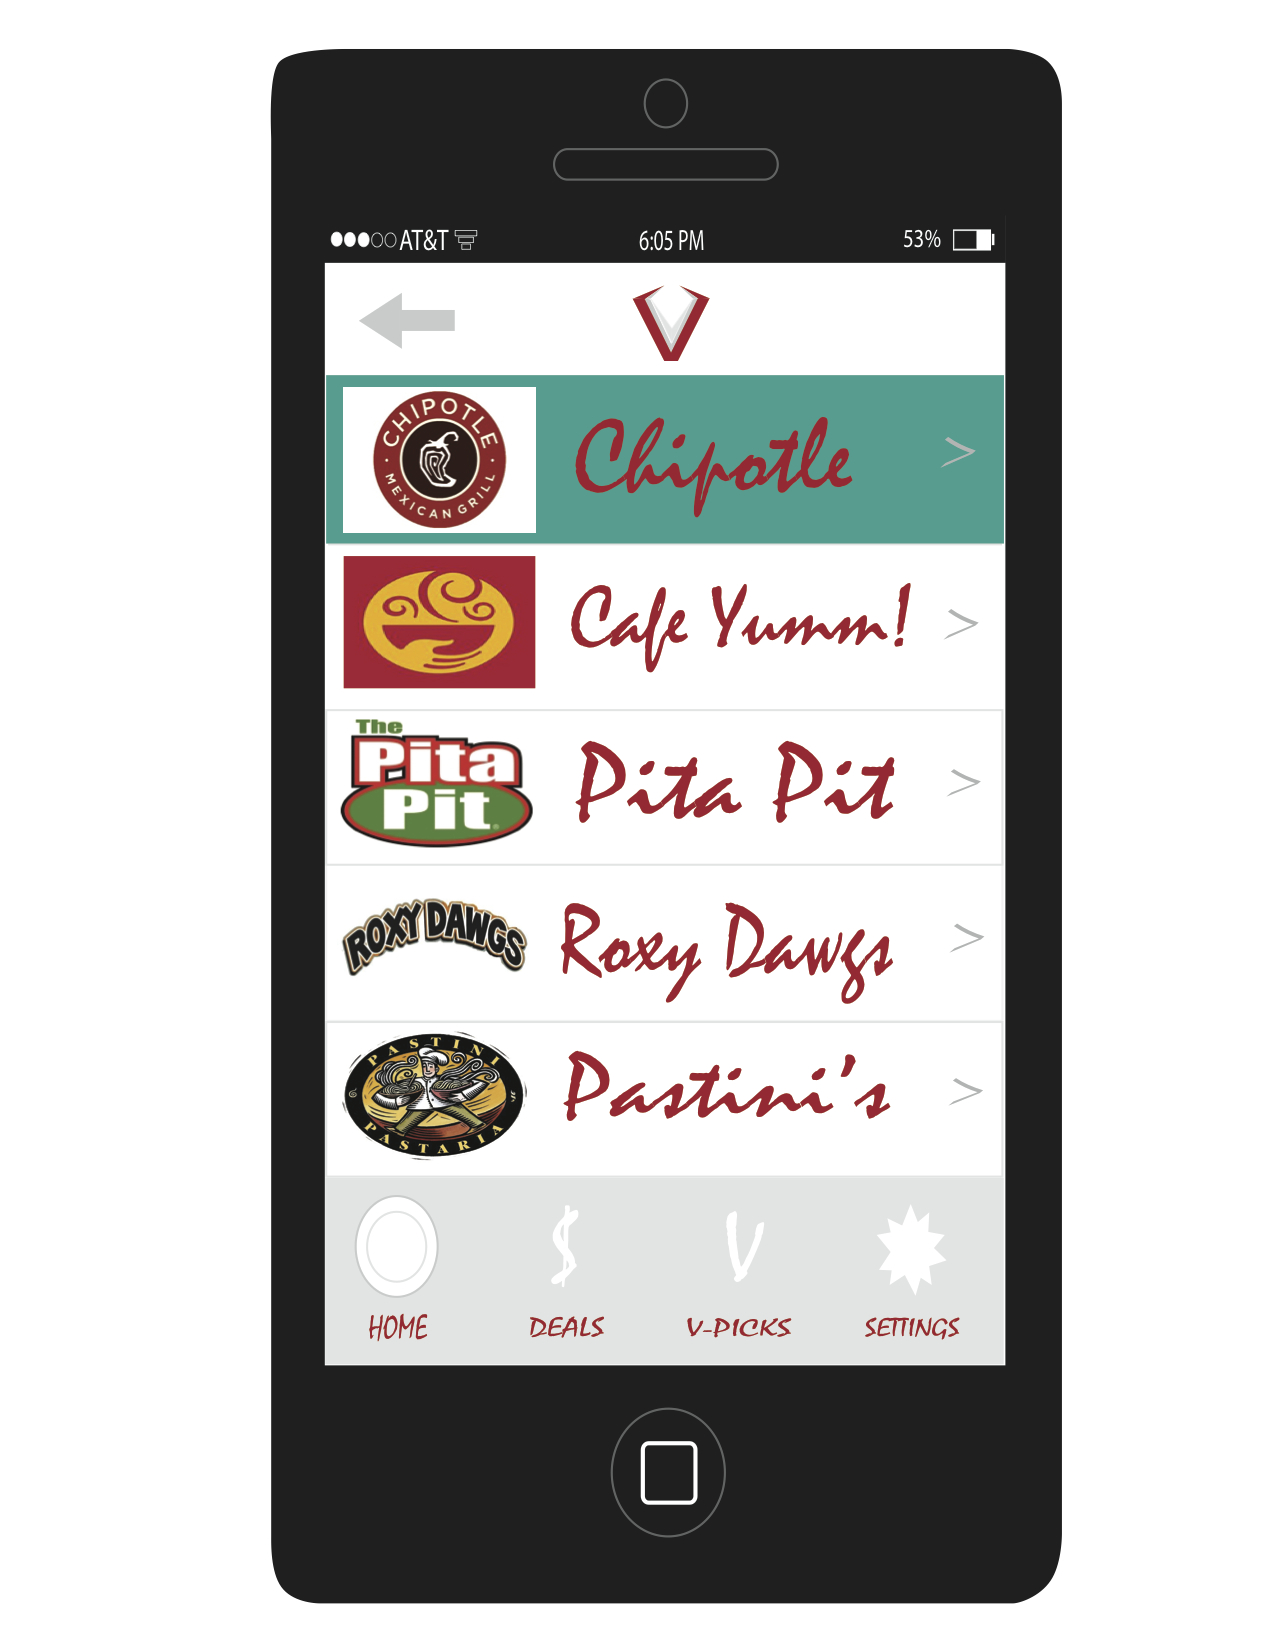 AT&T 6:05 PM 53%
CHIPOTLE
MEXICAN GRILL
Chipotle >
Cafe Yumm! >
The
Pita
Pit
Pita Pit >
ROXY DAWGS
Roxy Dawgs >
PASTINI
PASTARIA
Pastini's >
$ V
HOME DEALS V-PICKS SETTINGS